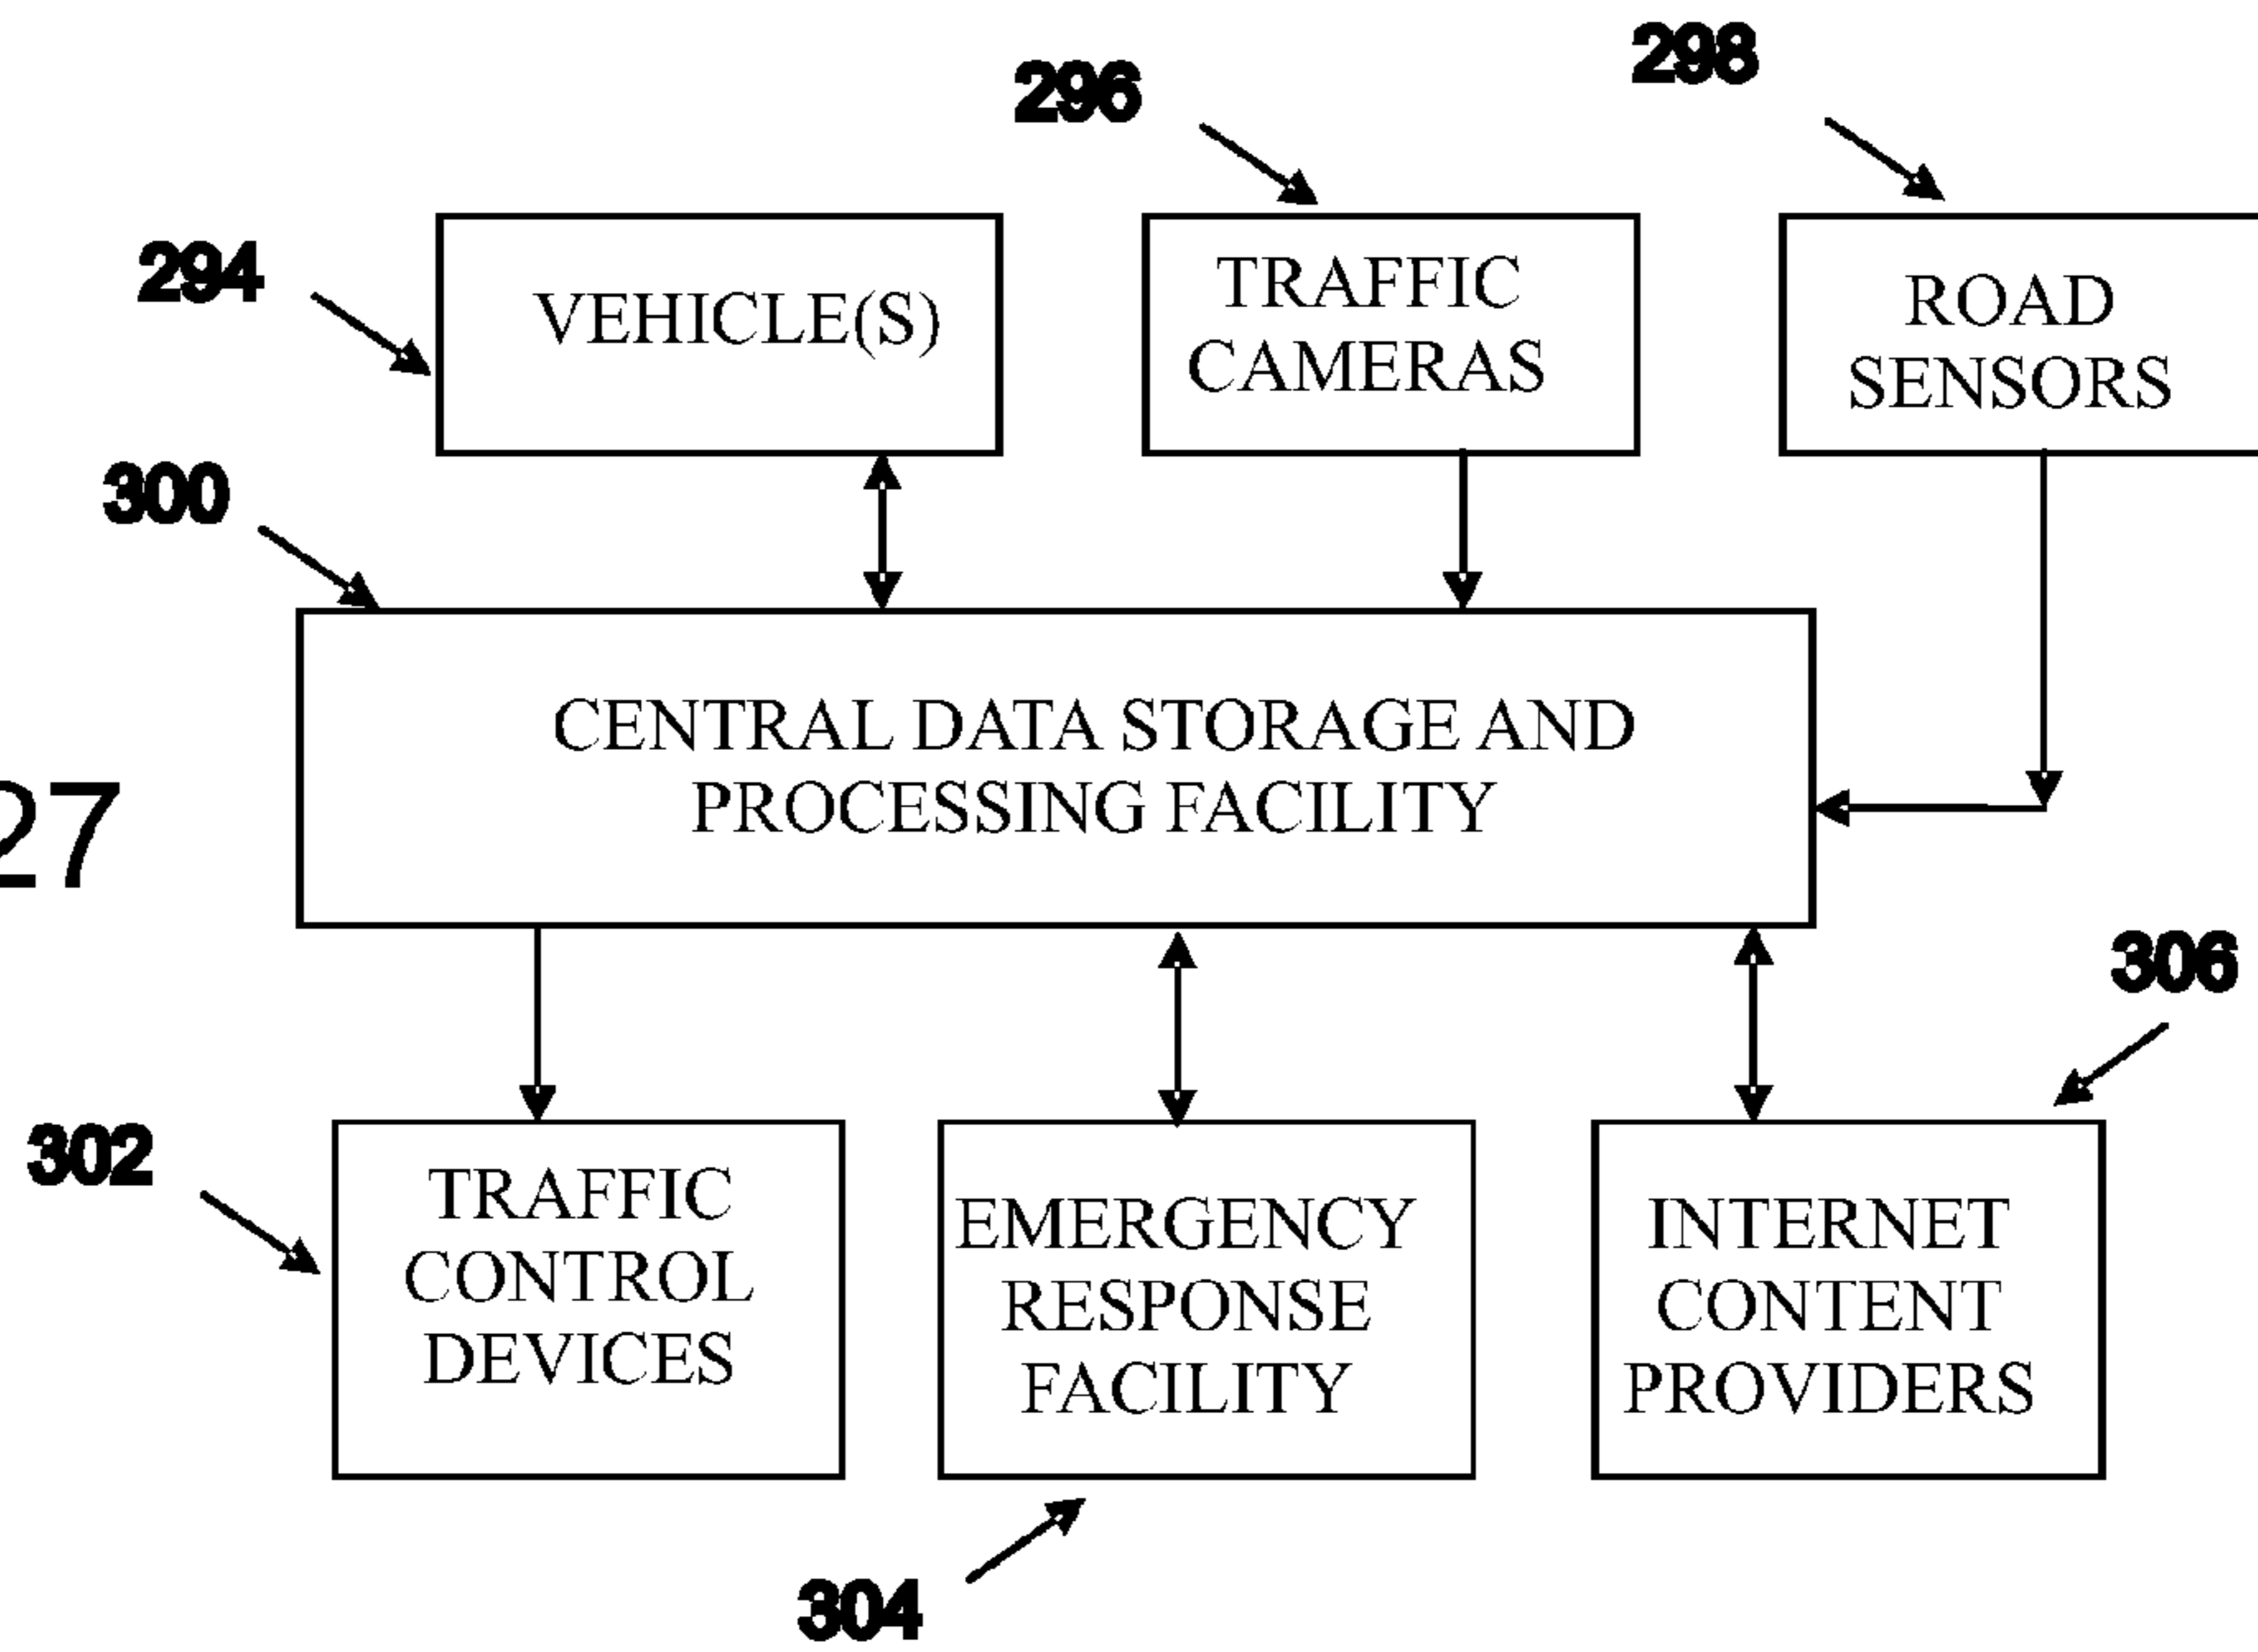 298
296
294
VEHICLE(S)
TRAFFIC
CAMERAS
ROAD
SENSORS
300
CENTRAL DATA STORAGE AND
PROCESSING FACILITY
27
306
302
TRAFFIC
CONTROL
DEVICES
EMERGENCY
RESPONSE
FACILITY
INTERNET
CONTENT
PROVIDERS
304